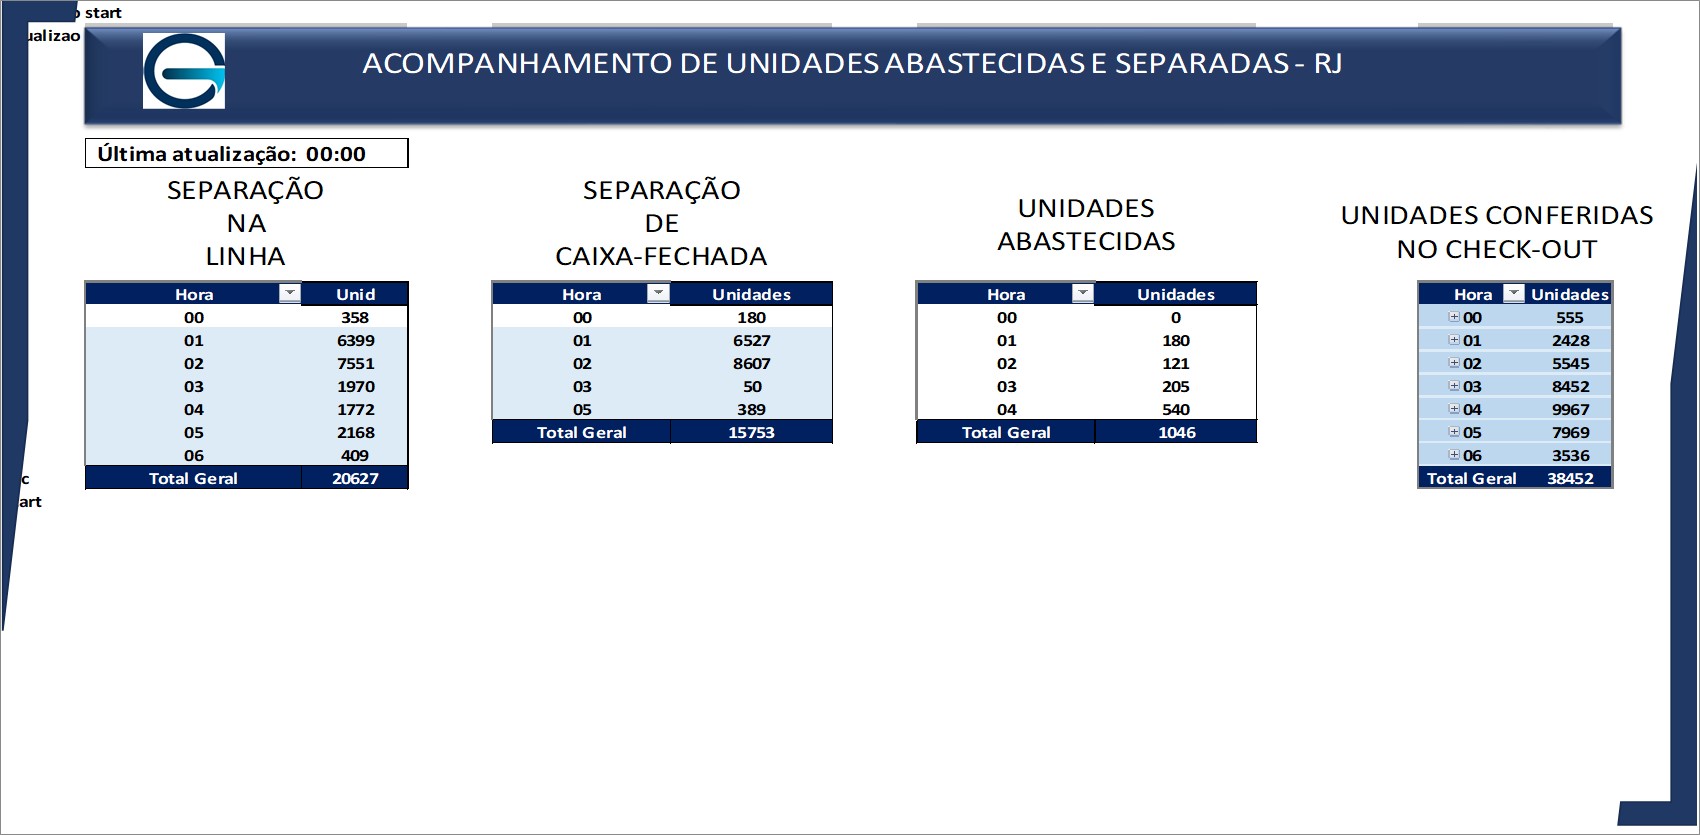 start
ualizao
ACOMPANHAMENTO DE UNIDADES ABASTECIDAS E SEPARADAS - RJ
Última atualização: 00:00
SEPARAÇÃO
NA
LINHA
Hora Unid
00 358
01 6399
02 7551
03 1970
04 1772
05 2168
06 409
Total Geral 20627
SEPARAÇÃO
DE
CAIXA-FECHADA
Hora Unidades
00 180
01 6527
02 8607
03 50
05 389
Total Geral 15753
UNIDADES
ABASTECIDAS
Hora Unidades
00 0
01 180
02 121
03 205
04 540
Total Geral 1046
UNIDADES CONFERIDAS
NO CHECK-OUT
Hora Unidades
00 555
01 2428
02 5545
03 8452
04 9967
05 7969
06 3536
Total Geral 38452
c
art